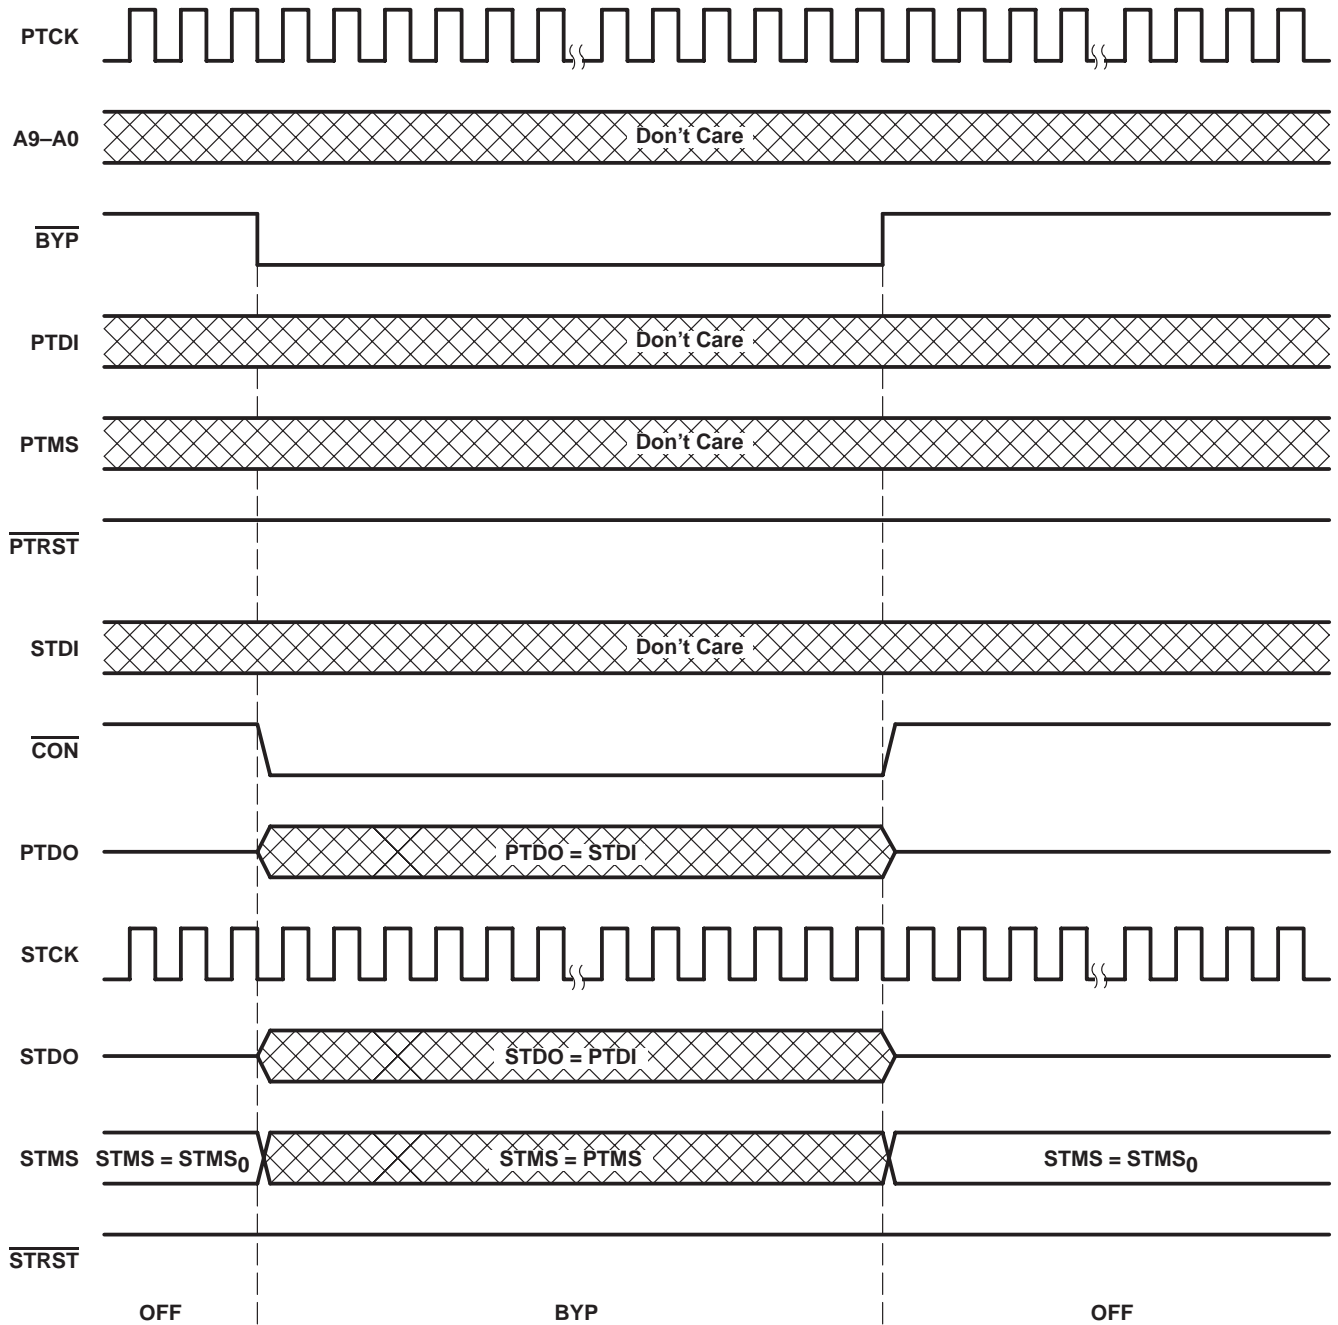 PTCK
A9–A0 Don't Care
BYP
PTDI Don't Care
PTMS Don't Care
PTRST
STDI Don't Care
CON
PTDO PTDO = STDI
STCK
STDO STDO = PTDI
STMS STMS = STMS0 STMS = PTMS STMS = STMS0
STRST
OFF BYP OFF